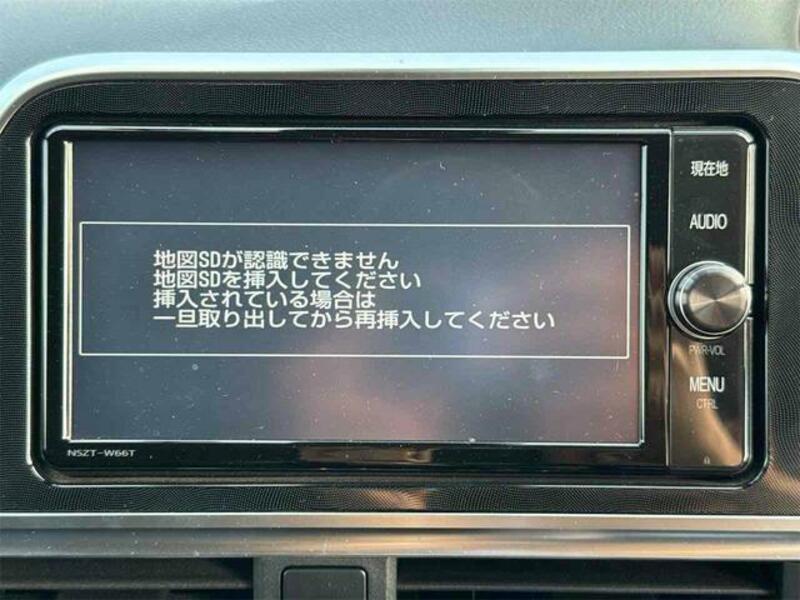 地図SDが認識できません
地図SDを挿入してください
挿入されている場合は
一旦取り出してから再挿入してください
現在地
AUDIO
PWR-VOL
MENU
CTRL
NSZT-W66T